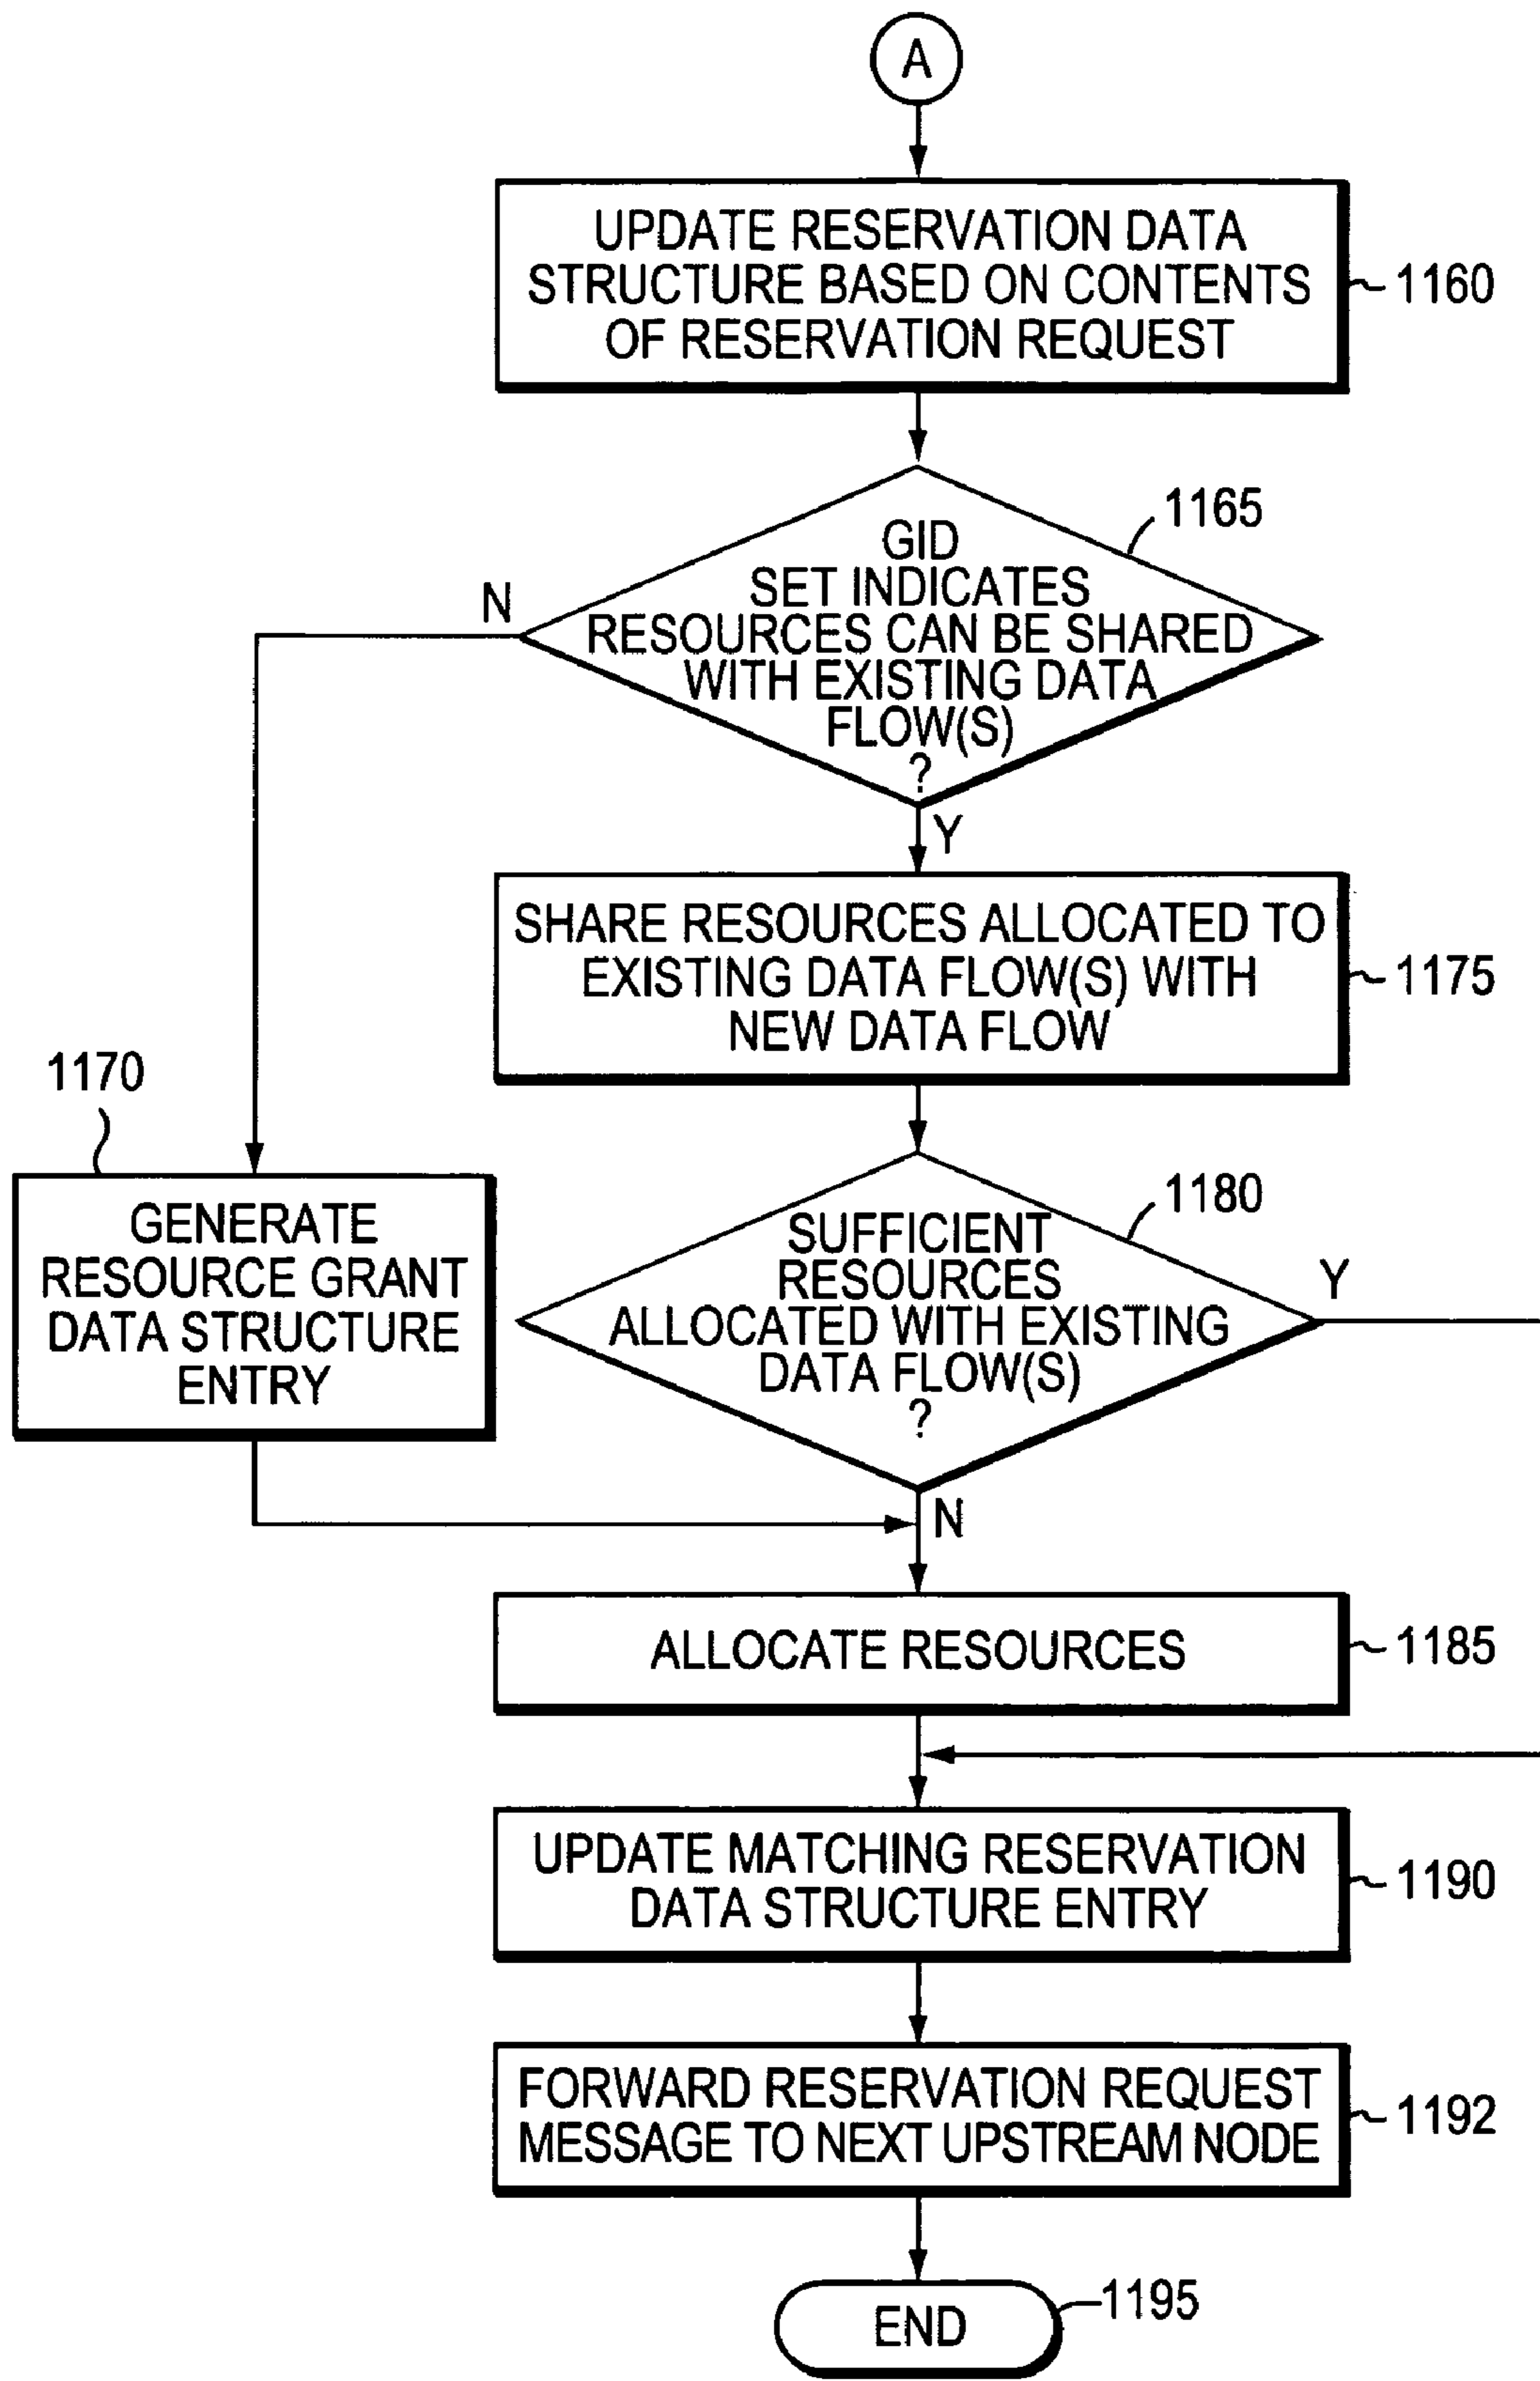 A
UPDATE RESERVATION DATA
STRUCTURE BASED ON CONTENTS
OF RESERVATION REQUEST
1160
1165
GID
SET INDICATES
RESOURCES CAN BE SHARED
WITH EXISTING DATA
FLOW(S)
?
N
Y
SHARE RESOURCES ALLOCATED TO
EXISTING DATA FLOW(S) WITH
NEW DATA FLOW
1175
1170
GENERATE
RESOURCE GRANT
DATA STRUCTURE
ENTRY
1180
SUFFICIENT
RESOURCES
ALLOCATED WITH EXISTING
DATA FLOW(S)
?
Y
N
ALLOCATE RESOURCES
1185
UPDATE MATCHING RESERVATION
DATA STRUCTURE ENTRY
1190
FORWARD RESERVATION REQUEST
MESSAGE TO NEXT UPSTREAM NODE
1192
END
1195